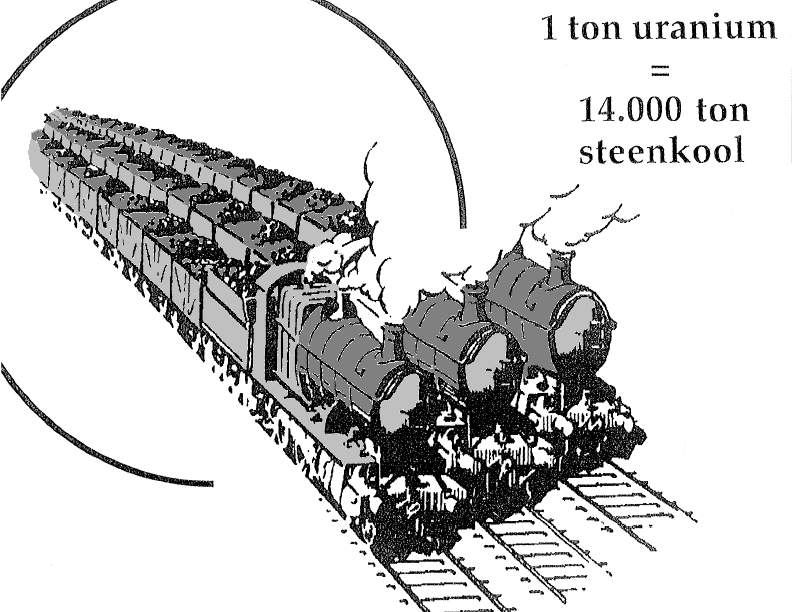 1 ton uranium
=
14.000 ton
steenkool